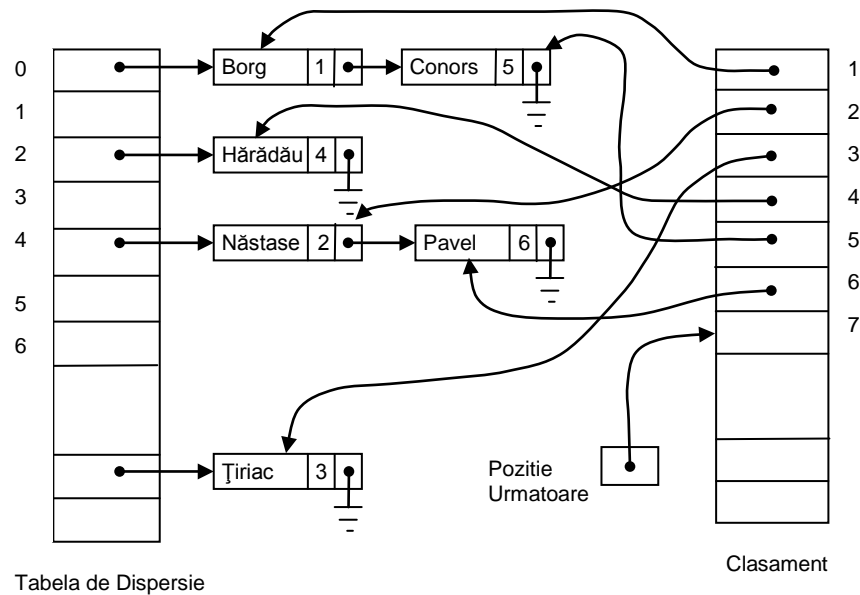 0
Borg 1
Conors 5
1
1
2
2
Hărădău 4
3
3
4
4
Năstase 2
Pavel 6
5
5
6
6
7
Ţiriac 3
Pozitie
Urmatoare
Clasament
Tabela de Dispersie